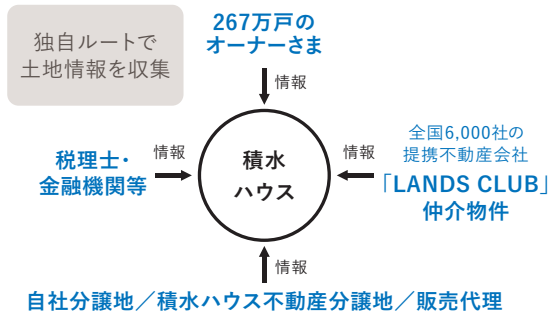 独自ルートで
土地情報を収集
267万戸の
オーナーさま
情報
税理士・
金融機関等
情報
積水
ハウス
情報
全国6,000社の
提携不動産会社
「LANDS CLUB」
仲介物件
情報
自社分譲地／積水ハウス不動産分譲地／販売代理